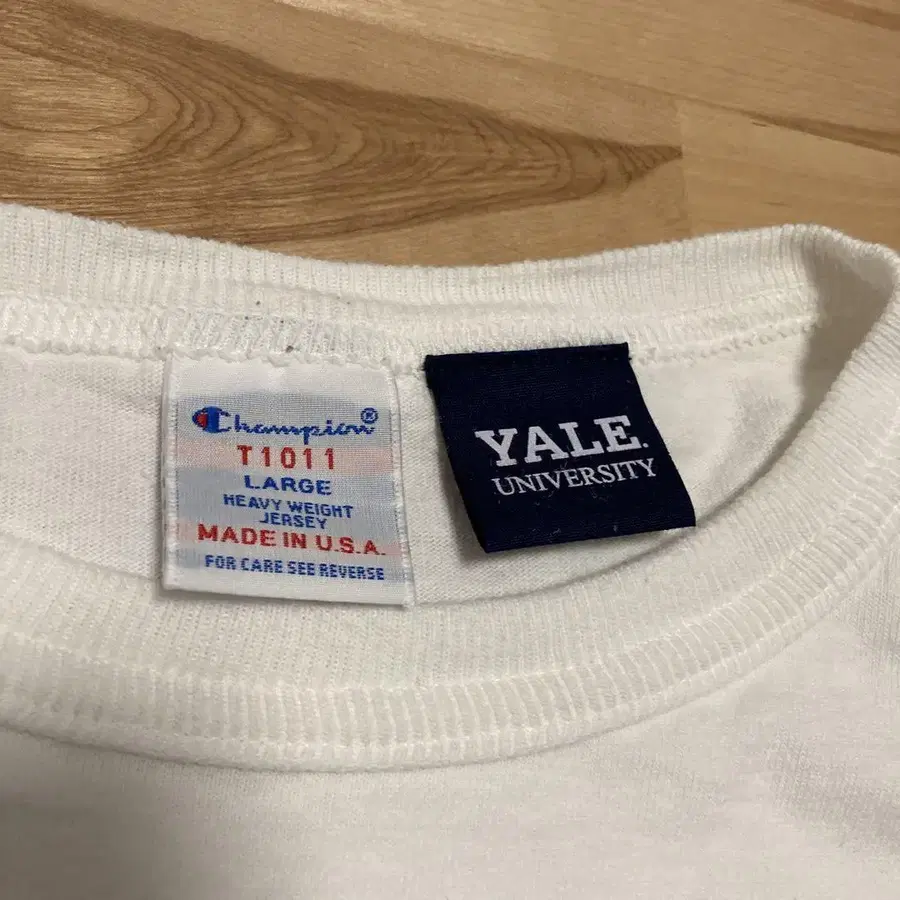 Champion®
T1011
LARGE
HEAVY WEIGHT
JERSEY
MADE IN U.S.A.
FOR CARE SEE REVERSE
YALE.
UNIVERSITY